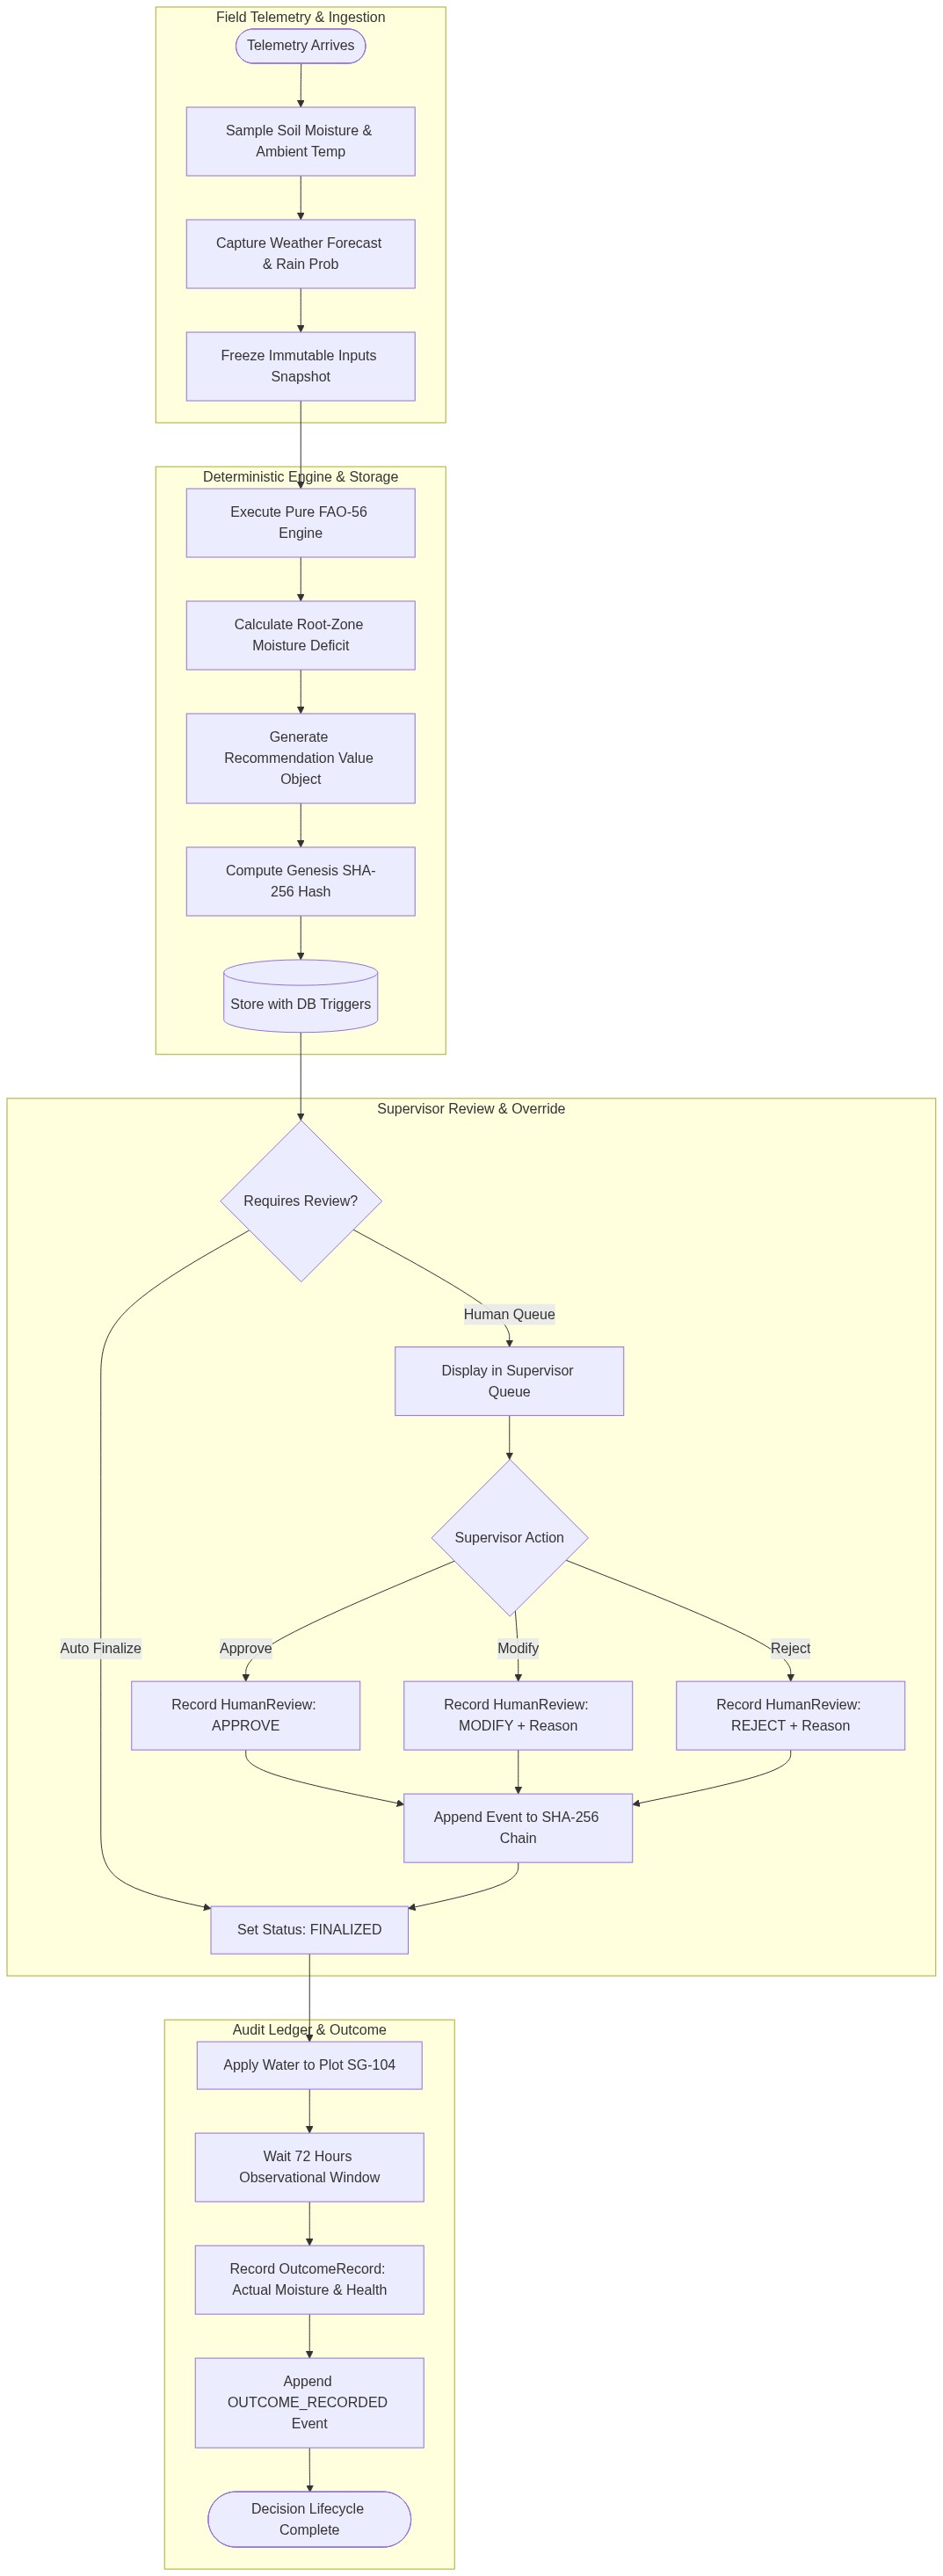 Field Telemetry & Ingestion
Telemetry Arrives
Sample Soil Moisture &
Ambient Temp
Capture Weather Forecast
& Rain Prob
Freeze Immutable Inputs
Snapshot
Deterministic Engine & Storage
Execute Pure FAO-56
Engine
Calculate Root-Zone
Moisture Deficit
Generate
Recommendation Value
Object
Compute Genesis SHA-
256 Hash
Store with DB Triggers
Supervisor Review & Override
Requires Review?
Human Queue
Display in Supervisor
Queue
Supervisor Action
Auto Finalize
Approve
Modify
Reject
Record HumanReview:
APPROVE
Record HumanReview:
MODIFY + Reason
Record HumanReview:
REJECT + Reason
Append Event to SHA-256
Chain
Set Status: FINALIZED
Audit Ledger & Outcome
Apply Water to Plot SG-104
Wait 72 Hours
Observational Window
Record OutcomeRecord:
Actual Moisture & Health
Append
OUTCOME_RECORDED
Event
Decision Lifecycle
Complete